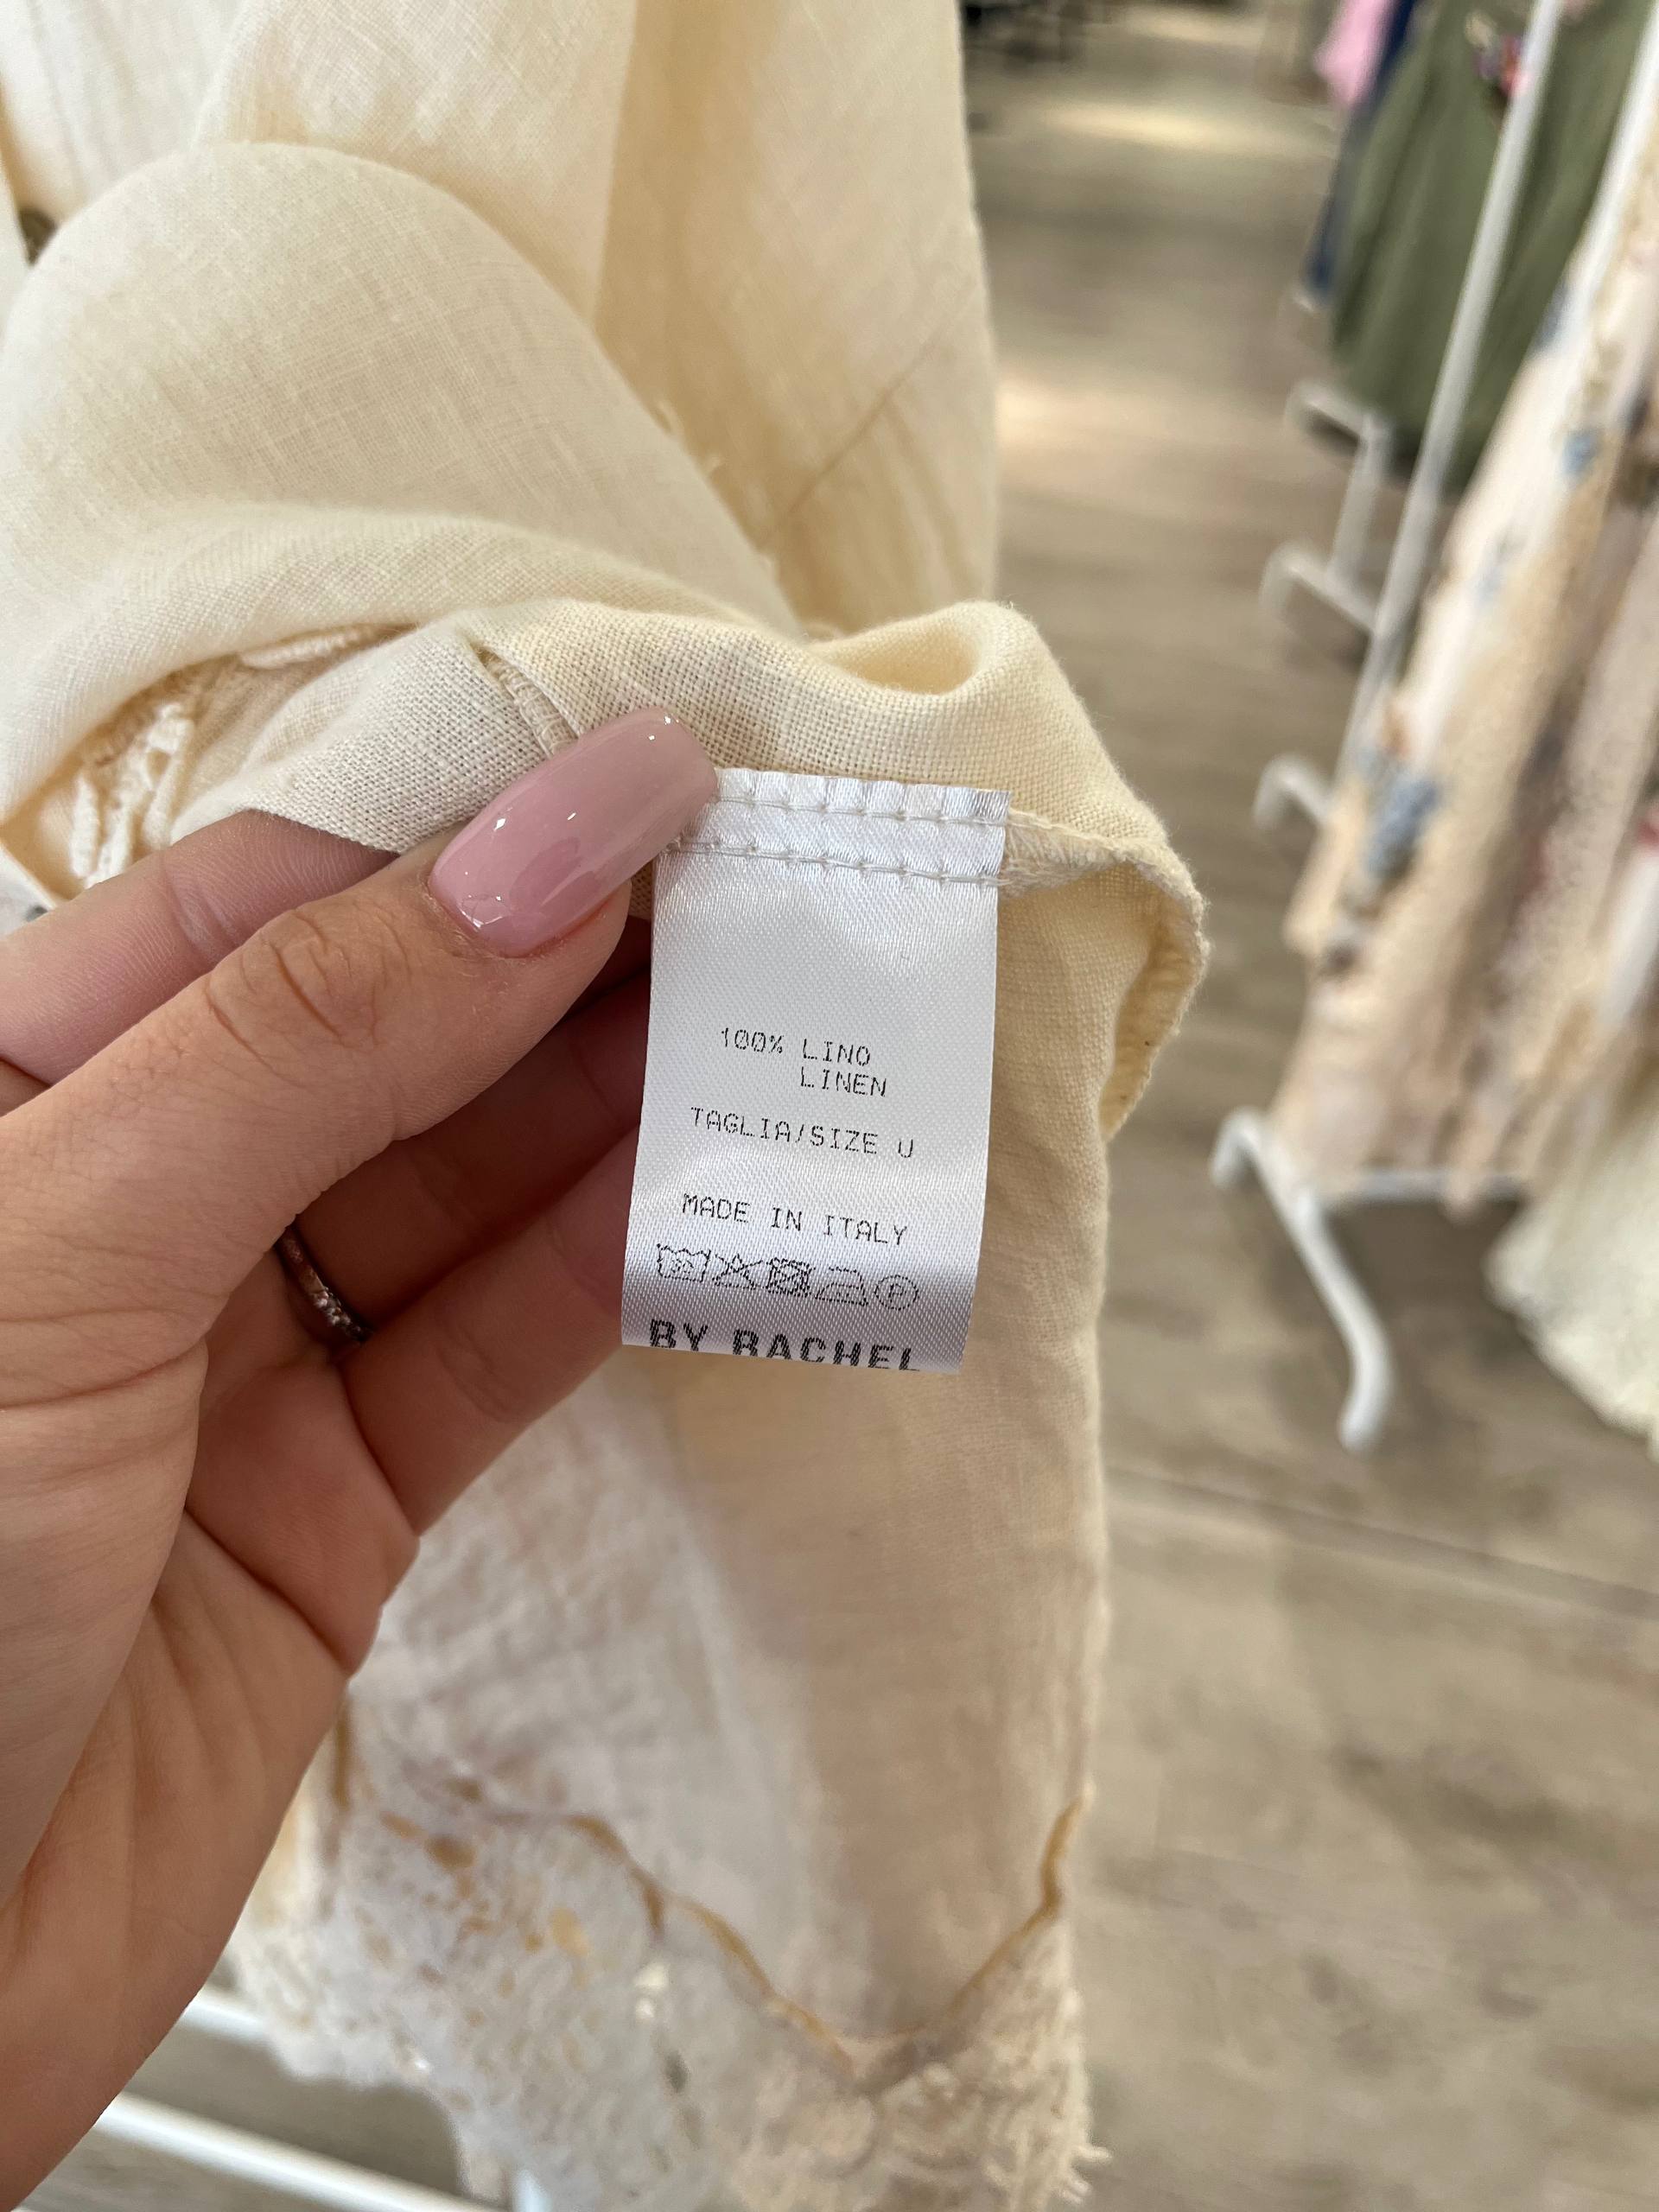 100% LINO
LINEN
TAGLIA/SIZE U
MADE IN ITALY
P
BY RACHEL